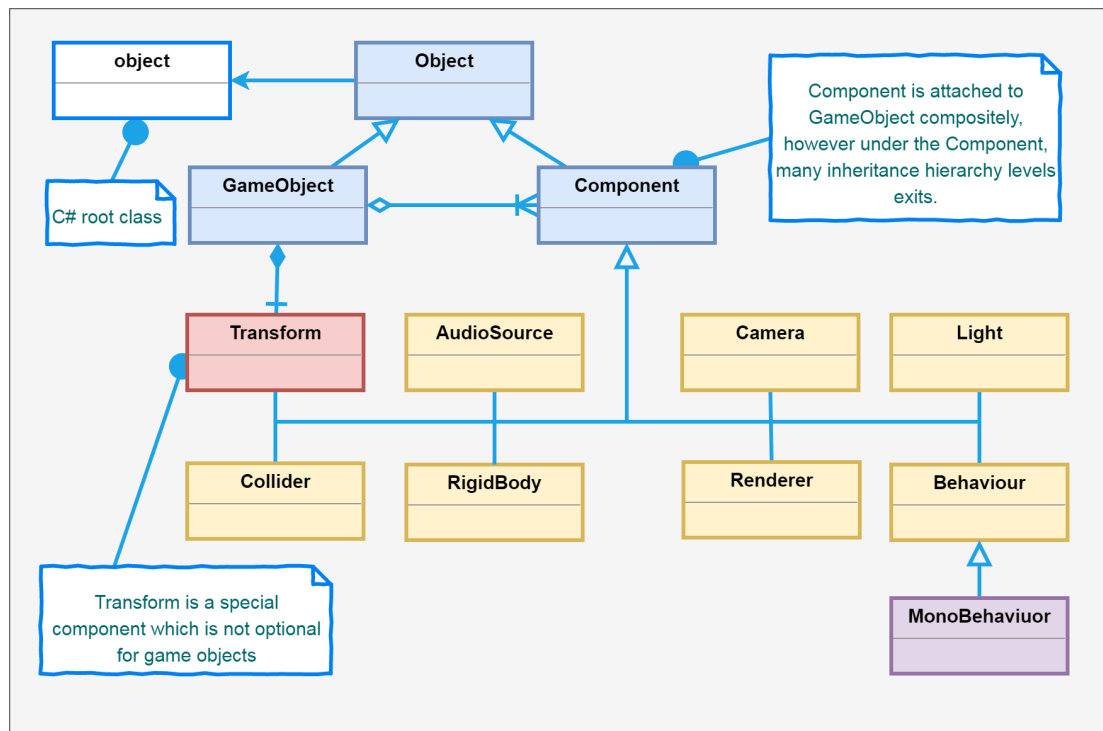 object
Object
Component is attached to
GameObject compositely,
however under the Component,
many inheritance hierarchy levels
exits.
GameObject
Component
C# root class
Transform
AudioSource
Camera
Light
Collider
RigidBody
Renderer
Behaviour
Transform is a special
component which is not optional
for game objects
MonoBehaviuor